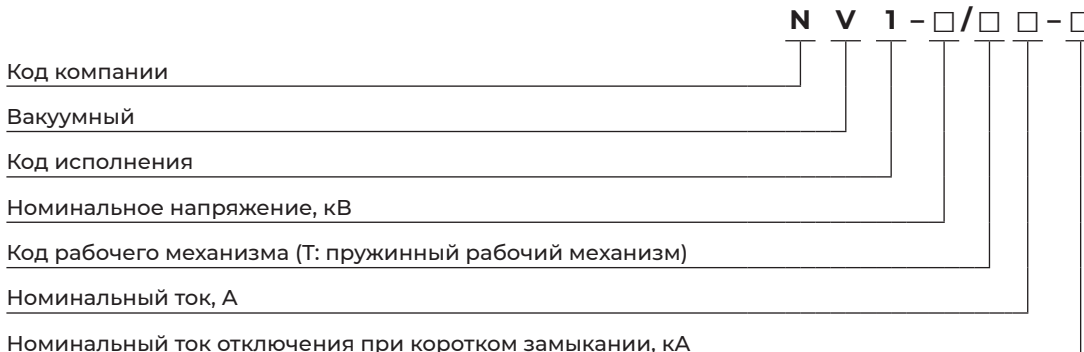 N V 1 – □ / □ □ – □
Код компании
Вакуумный
Код исполнения
Номинальное напряжение, кВ
Код рабочего механизма (Т: пружинный рабочий механизм)
Номинальный ток, А
Номинальный ток отключения при коротком замыкании, кА